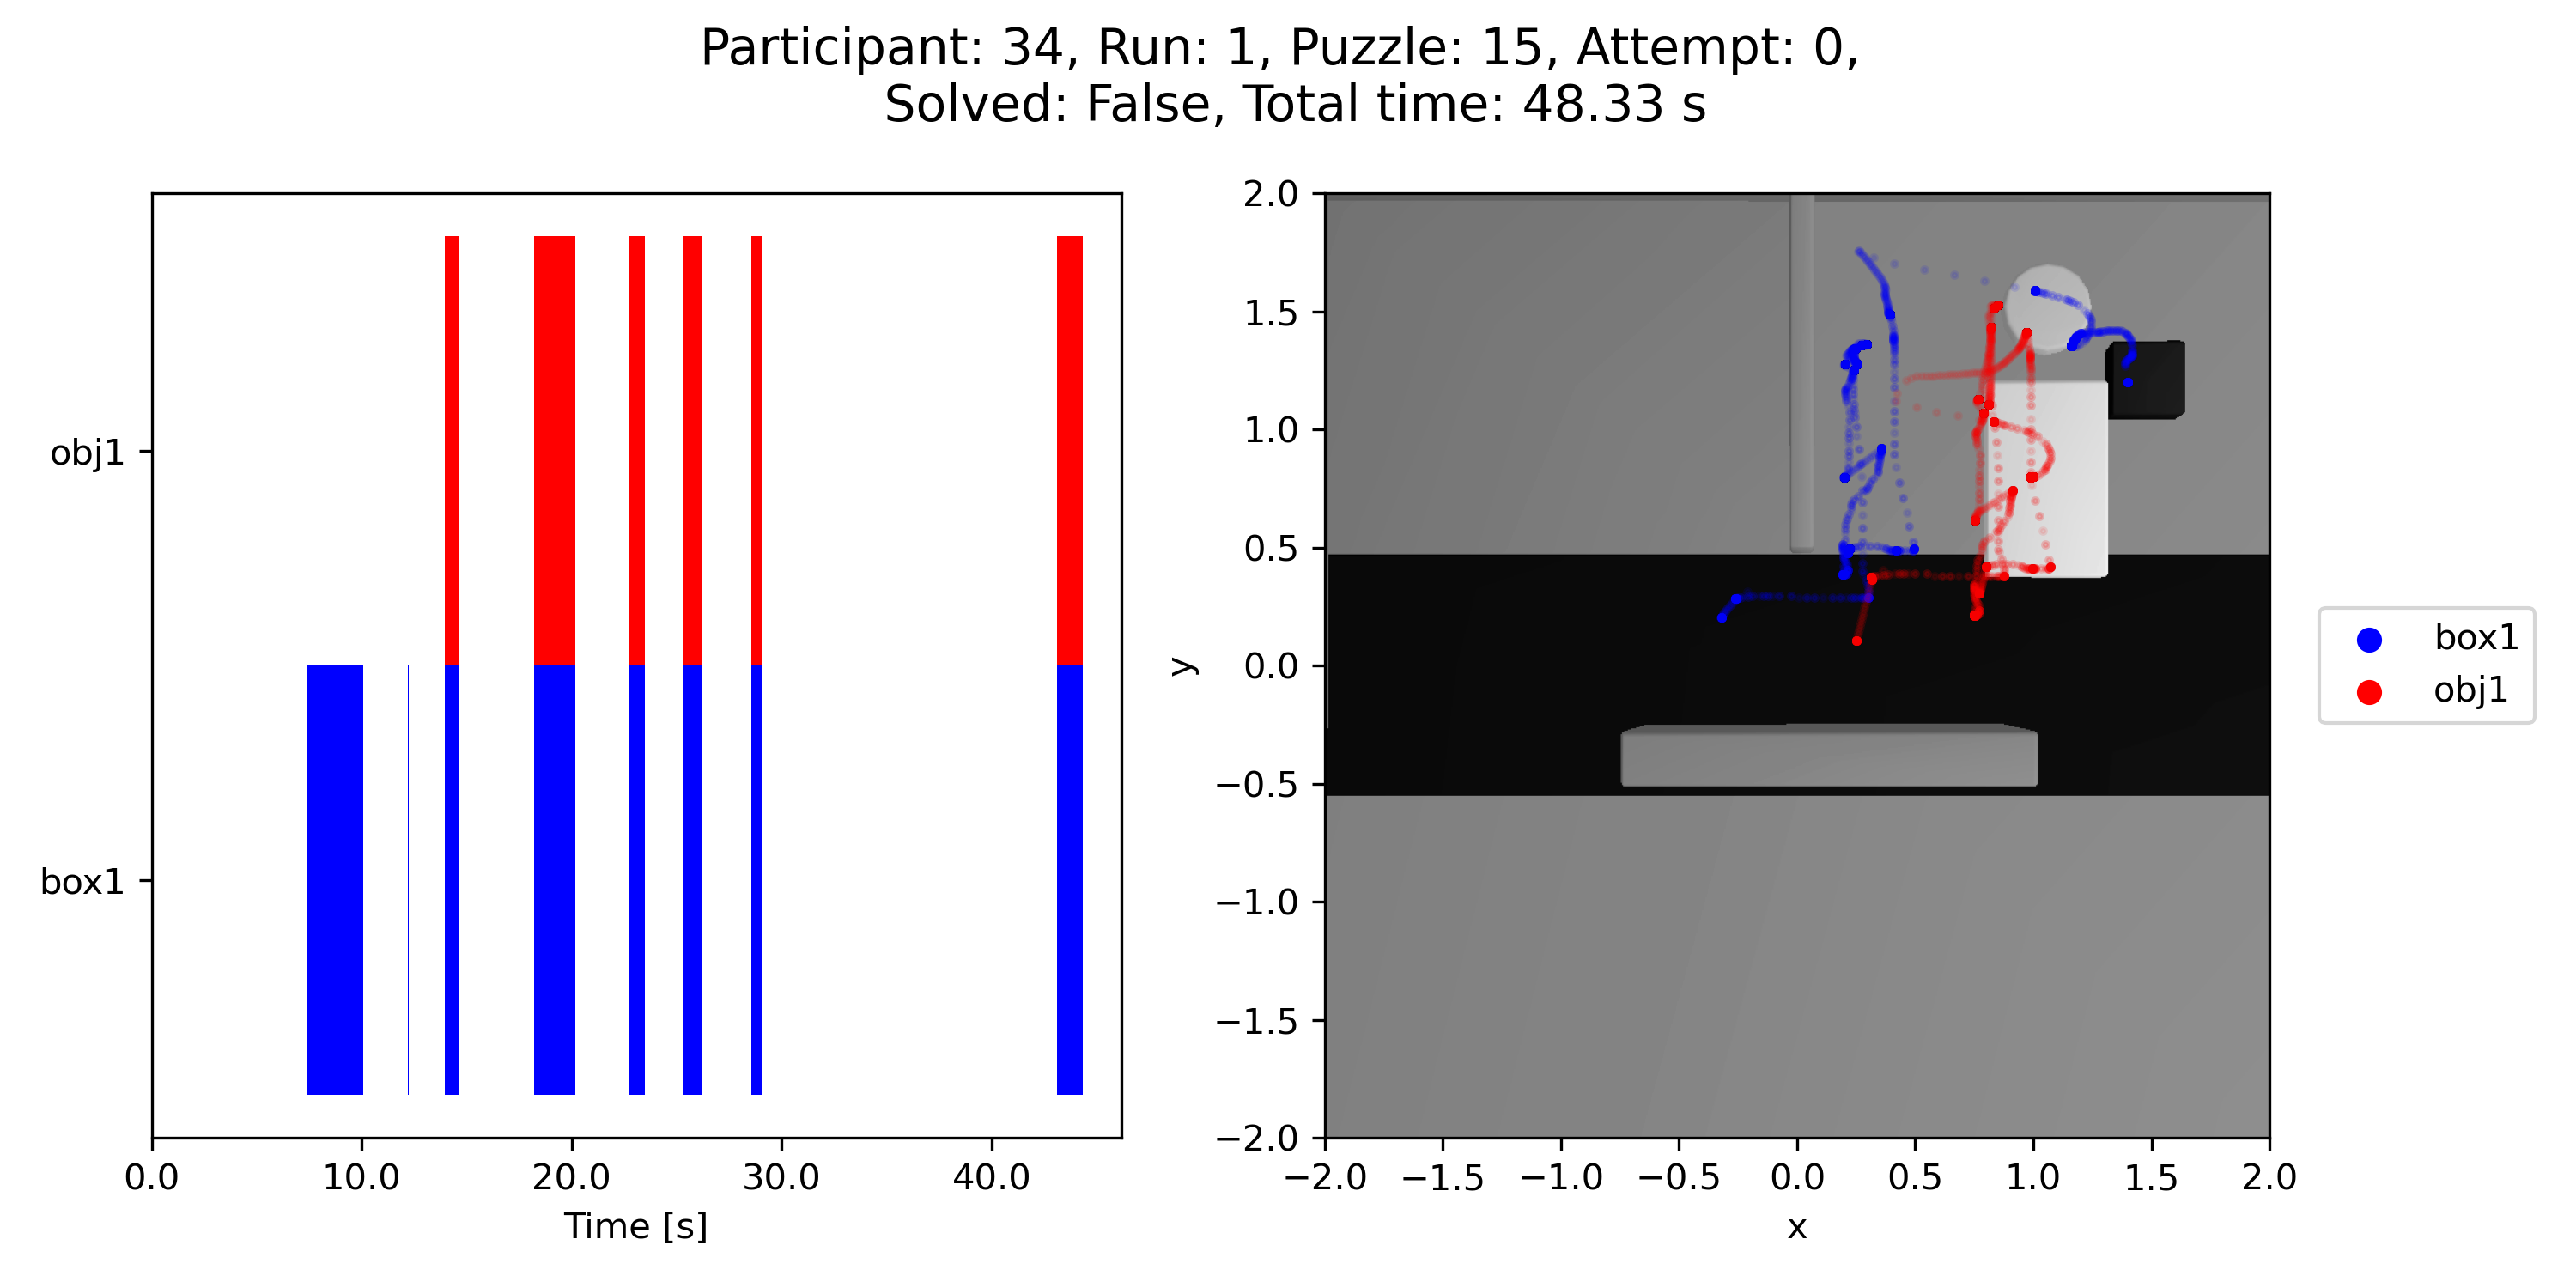 Participant: 34, Run: 1, Puzzle: 15, Attempt: 0,
Solved: False, Total time: 48.33 s
obj1
box1
0.0 10.0 20.0 30.0 40.0
Time [s]
2.0
1.5
1.0
0.5
0.0
−0.5
−1.0
−1.5
−2.0
y
−2.0 −1.5 −1.0 −0.5 0.0 0.5 1.0 1.5 2.0
x
box1
obj1